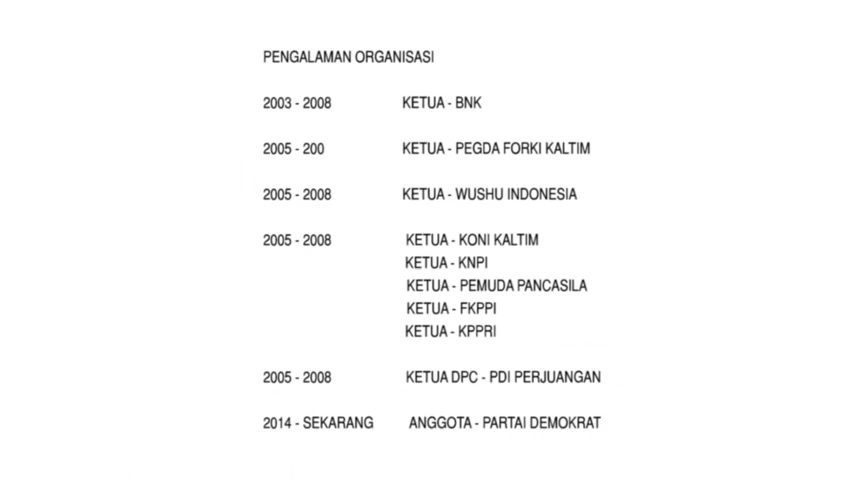 PENGALAMAN ORGANISASI
2003 - 2008 KETUA - BNK
2005 - 200 KETUA - PEGDA FORKI KALTIM
2005 - 2008 KETUA - WUSHU INDONESIA
2005 - 2008 KETUA - KONI KALTIM
KETUA - KNPI
KETUA - PEMUDA PANCASILA
KETUA - FKPPI
KETUA - KPPRI
2005 - 2008 KETUA DPC - PDI PERJUANGAN
2014 - SEKARANG ANGGOTA - PARTAI DEMOKRAT